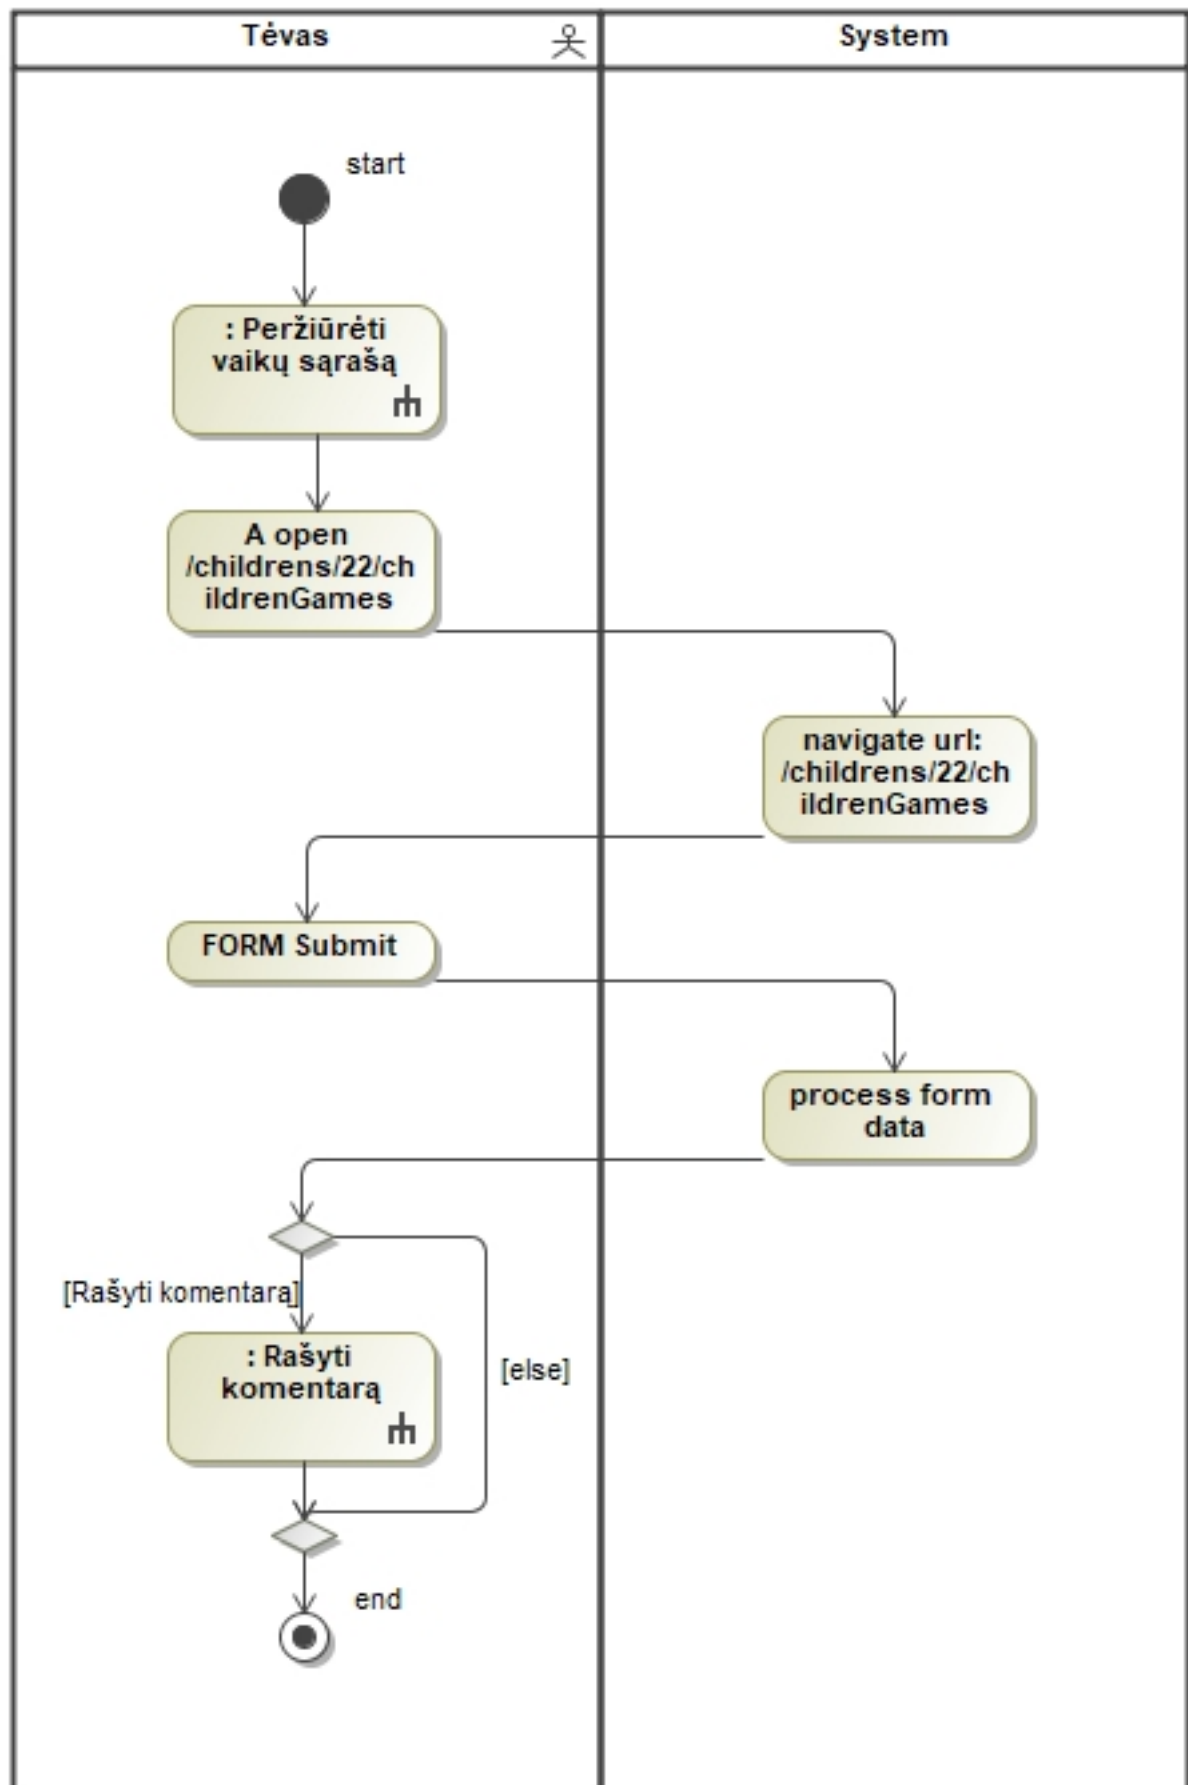 Tėvas
System
start
: Peržiūrėti
vaikų sąrašą
A open
/childrens/22/ch
ildrenGames
navigate url:
/childrens/22/ch
ildrenGames
FORM Submit
process form
data
[Rašyti komentarą]
: Rašyti
komentarą
[else]
end